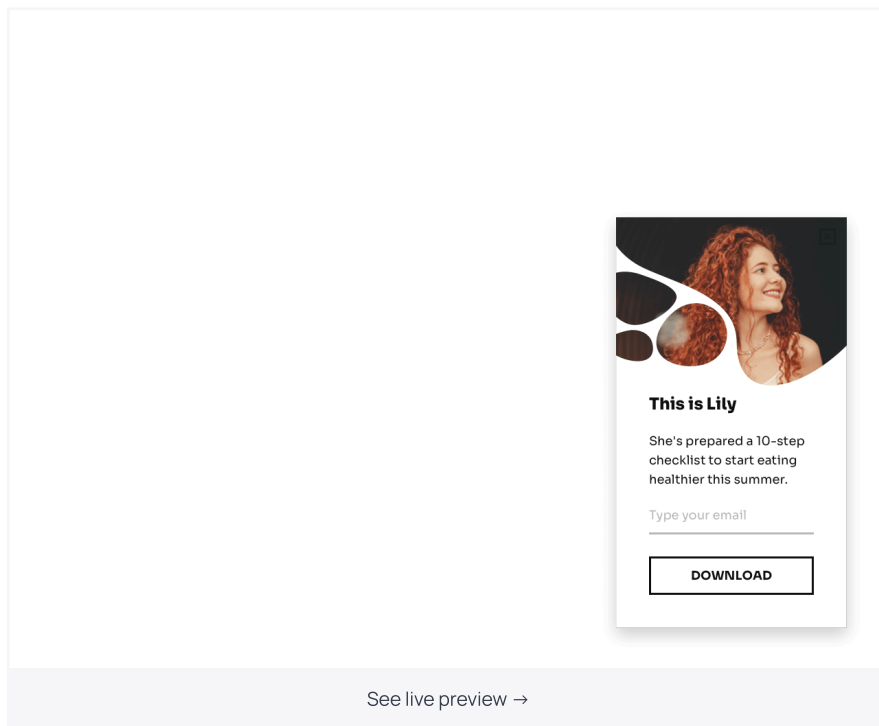 This is Lily
She's prepared a 10-step
checklist to start eating
healthier this summer.
Type your email
DOWNLOAD
See live preview →